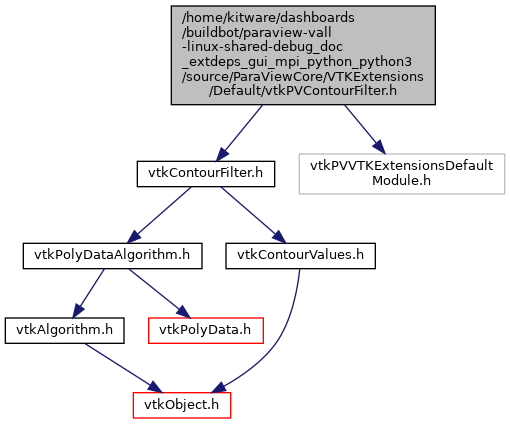 /home/kitware/dashboards
/buildbot/paraview-vall
-linux-shared-debug_doc
_extdeps_gui_mpi_python_python3
/source/ParaViewCore/VTKExtensions
/Default/vtkPVContourFilter.h
vtkContourFilter.h
vtkPVVTKExtensionsDefault
Module.h
vtkPolyDataAlgorithm.h
vtkContourValues.h
vtkAlgorithm.h
vtkPolyData.h
vtkObject.h